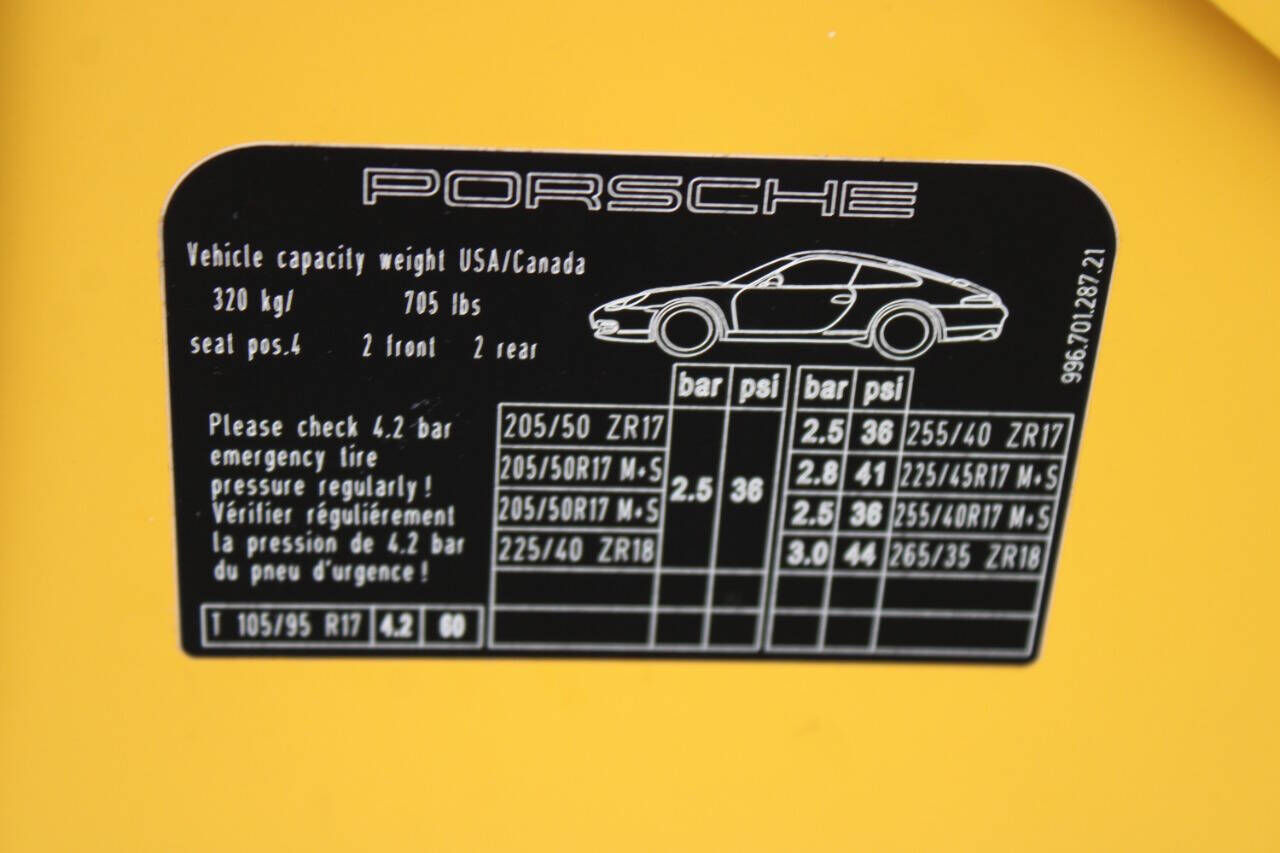 PORSCHE
Vehicle capacity weight USA/Canada
320 kg/ 705 lbs
seat pos.4 2 front 2 rear
996.701.287.21
bar psi bar psi
Please check 4.2 bar
emergency tire
pressure regularly!
Vérifier réguliérement
la pression de 4.2 bar
du pneu d'urgence!
T 105/95 R17 4.2 60
205/50 ZR17 2.5 36 255/40 ZR17
205/50R17 M+S 2.8 41 225/45R17 M+S
2.5 36
205/50R17 M+S 2.5 36 255/40R17 M+S
225/40 ZR18 3.0 44 265/35 ZR18